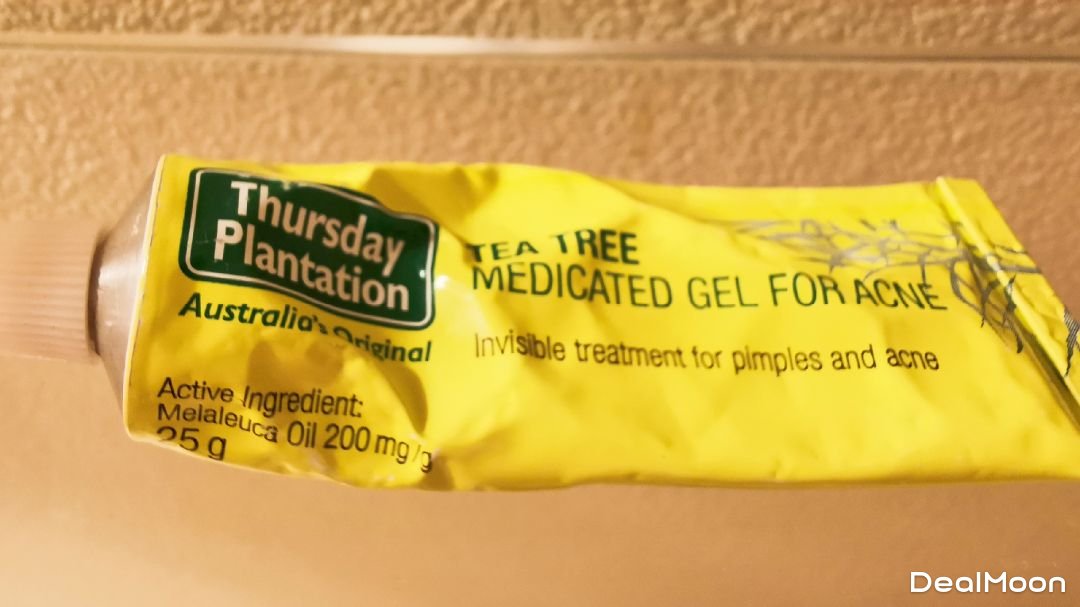 Thursday
Plantation
Australia's Original
TEA TREE
MEDICATED GEL FOR ACNE
Invisible treatment for pimples and acne
Active Ingredient:
Melaleuca Oil 200 mg/g
25 g
DealMoon